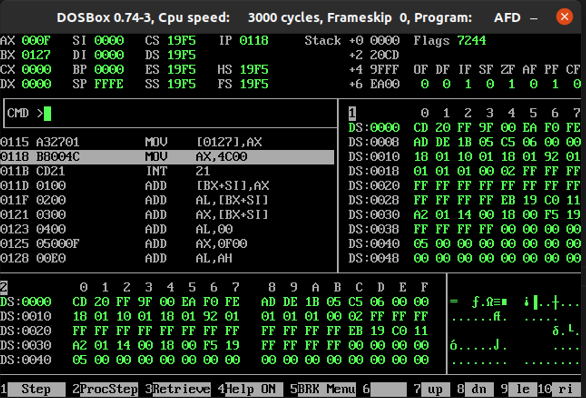 DOSBox 0.74-3, Cpu speed: 3000 cycles, Frameskip 0, Program: AFD
AX 000F SI 0000 CS 19F5 IP 0118 Stack +0 0000 Flags 7244
BX 0127 DI 0000 DS 19F5 +2 20CD
CX 0000 BP 0000 ES 19F5 HS 19F5 +4 9FFF OF DF IF SF ZF AF PF CF
DX 0000 SP FFFE SS 19F5 FS 19F5 +6 EA00 0 0 1 0 1 0 1 0
CMD >
1 0 1 2 3 4 5 6 7
DS:0000 CD 20 FF 9F 00 EA F0 FE
0115 A32701 MOV [0127],AX DS:0008 AD DE 1B 05 C5 06 00 00
0118 B8004C MOV AX,4C00 DS:0010 18 01 10 01 18 01 92 01
011B CD21 INT 21 DS:0018 01 01 01 00 02 FF FF FF
011D 0100 ADD [BX+SI],AX DS:0020 FF FF FF FF FF FF FF FF
011F 0200 ADD AL,[BX+SI] DS:0028 FF FF FF FF EB 19 C0 11
0121 0300 ADD AX,[BX+SI] DS:0030 A2 01 14 00 18 00 F5 19
0123 0400 ADD AL,00 DS:0038 FF FF FF FF 00 00 00 00
0125 05000F ADD AX,0F00 DS:0040 05 00 00 00 00 00 00 00
0128 00E0 ADD AL,AH DS:0048 00 00 00 00 00 00 00 00
2 0 1 2 3 4 5 6 7 8 9 A B C D E F
DS:0000 CD 20 FF 9F 00 EA F0 FE AD DE 1B 05 C5 06 00 00
DS:0010 18 01 10 01 18 01 92 01 01 01 01 00 02 FF FF FF
DS:0020 FF FF FF FF FF FF FF FF FF FF FF FF EB 19 C0 11
DS:0030 A2 01 14 00 18 00 F5 19 FF FF FF FF 00 00 00 00
DS:0040 05 00 00 00 00 00 00 00 00 00 00 00 00 00 00 00
1 Step 2 ProcStep 3 Retrieve 4 Help ON 5 BRK Menu 6 7 up 8 dn 9 le 10 ri